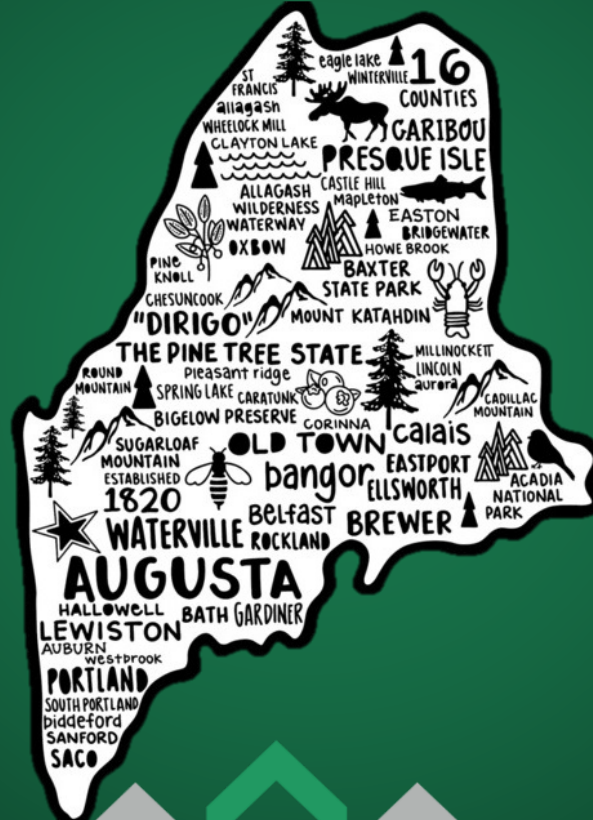 eagle lake
WINTERVILLE
16
COUNTIES
ST
FRANCIS
allagash
WHEELOCK MILL
CARIBOU
CLAYTON LAKE
PRESQUE ISLE
CASTLE HILL
Mapleton
ALLAGASH
WILDERNESS
WATERWAY
EASTON
BRIDGEWATER
OXBOW
HOWE BROOK
PINE
KNOLL
BAXTER
STATE PARK
CHESUNCOOK
"DIRIGO"
MOUNT KATAHDIN
THE PINE TREE STATE
MILLINOCKETT
LINCOLN
aurora
ROUND
MOUNTAIN
Pleasant ridge
SPRING LAKE
CARATUNK
CADILLAC
MOUNTAIN
BIGELOW PRESERVE
CORINNA
SUGARLOAF
MOUNTAIN
OLD TOWN
calais
ESTABLISHED
1820
bangor
EASTPORT
ELLSWORTH
ACADIA
NATIONAL
PARK
WATERVILLE
Belfast
ROCKLAND
BREWER
AUGUSTA
HALLOWELL
BATH
GARDINER
LEWISTON
AUBURN
westbrook
PORTLAND
SOUTH PORTLAND
biddeford
SANFORD
SACO